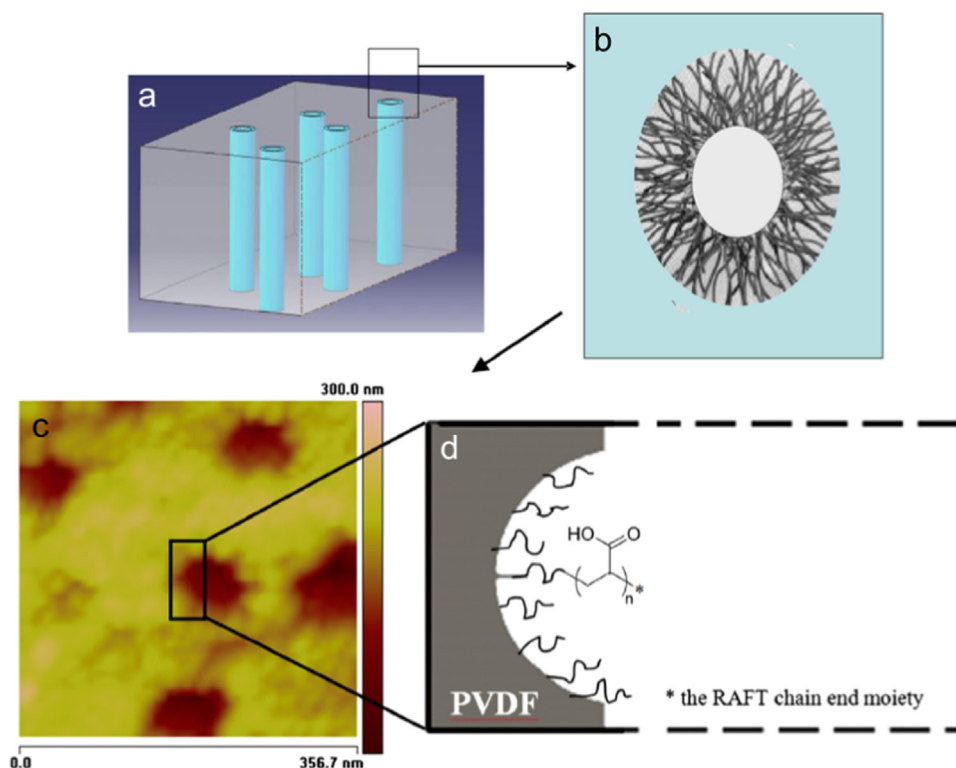 a
b
300.0 nm
c
0.0
356.7 nm
d
HO
O
n
*
PVDF
* the RAFT chain end moiety